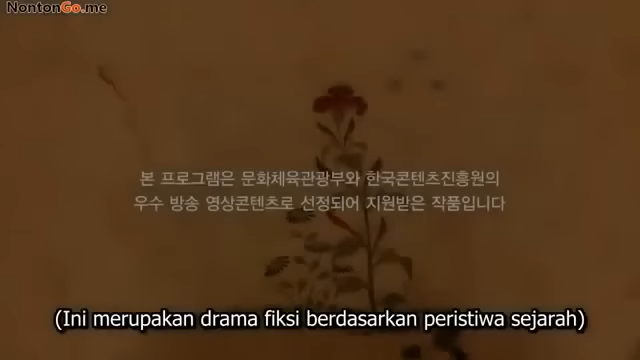 NontonGo.me
본 프로그램은 문화체육관광부와 한국콘텐츠진흥원의
우수 방송 영상콘텐츠로 선정되어 지원받은 작품입니다
(Ini merupakan drama fiksi berdasarkan peristiwa sejarah)